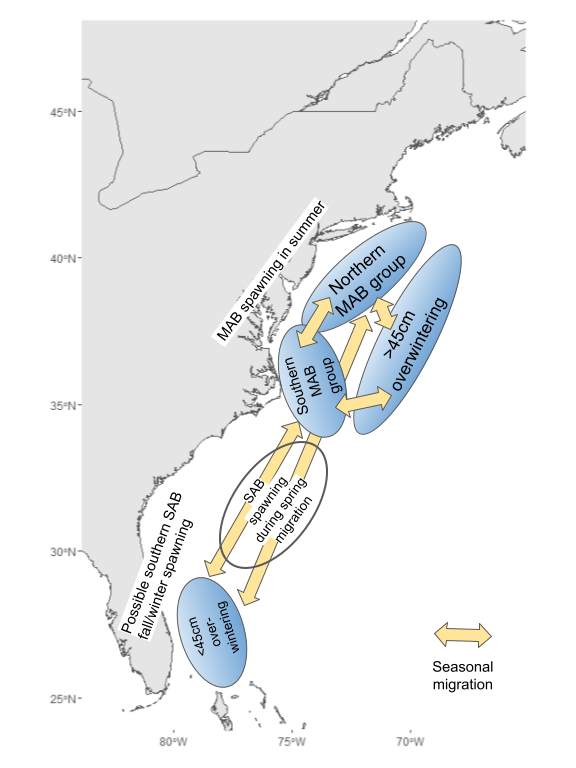 45°N
40°N
35°N
30°N
25°N
80°W
75°W
70°W
MAB spawning in summer
Northern
MAB group
>45cm
overwintering
Southern
MAB
group
SAB
spawning
during spring
migration
Possible southern SAB
fall/winter spawning
<45cm
over-
wintering
Seasonal
migration